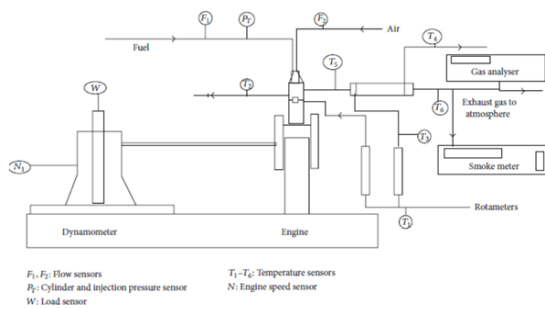 F₁
P_T
F₂
Fuel
Air
T₄
T₅
Gas analyser
T₂
W
T₆
Exhaust gas to
atmosphere
T₃
N₁
Smoke meter
Rotameters
T₁
Dynamometer
Engine
F₁, F₂: Flow sensors
P_T: Cylinder and injection pressure sensor
W: Load sensor
T₁–T₆: Temperature sensors
N: Engine speed sensor